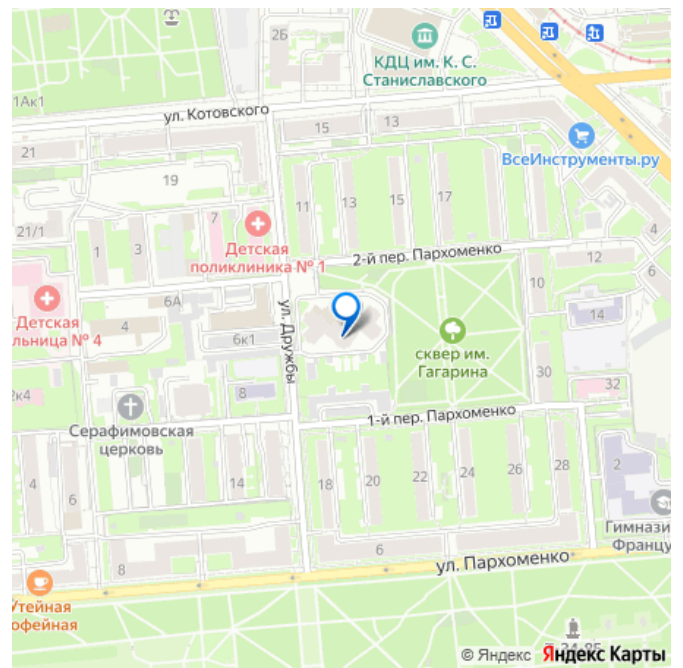 2Б
КДЦ им. К. С.
Станиславского
1Ак1
ул. Котовского
15
13
21
ВсеИнструменты.ру
19
11
13
15
17
21/1
1
3
7
Детская
поликлиника № 1
4
2-й пер. Пархоменко
12
6
10
6А
Детская
льница № 4
4
6к1
ул. Дружбы
14
сквер им.
Гагарина
30
32
2к4
8
Серафимовская
церковь
1-й пер. Пархоменко
4
6
14
18
20
22
24
26
28
2
Гимнази
Францу
8
6
ул. Пархоменко
Утейная
офейная
© Яндекс Яндекс Карты